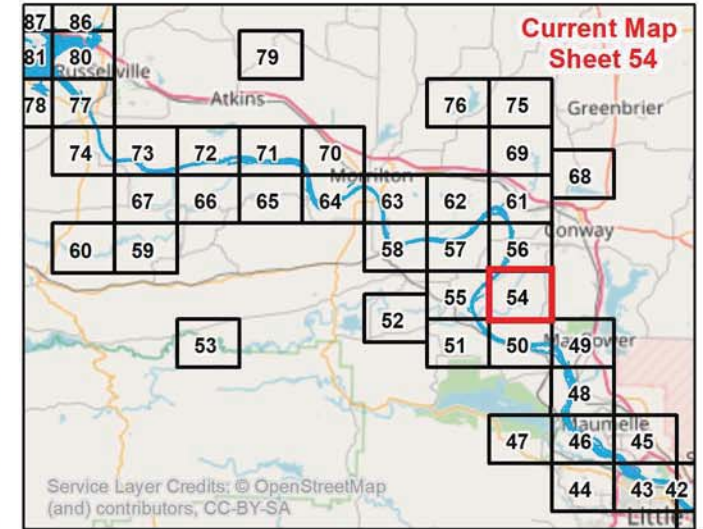 87 86
Current Map
Sheet 54
81 80
Russellville
79
78 77
Atkins
76 75
Greenbrier
74 73 72 71 70
69
Morrilton
68
67 66 65 64 63 62 61
Conway
60 59
58 57 56
55 54
52
53
51 50 49
48
Maumelle
47 46 45
Service Layer Credits: © OpenStreetMap
(and) contributors, CC-BY-SA
44 43 42
Little